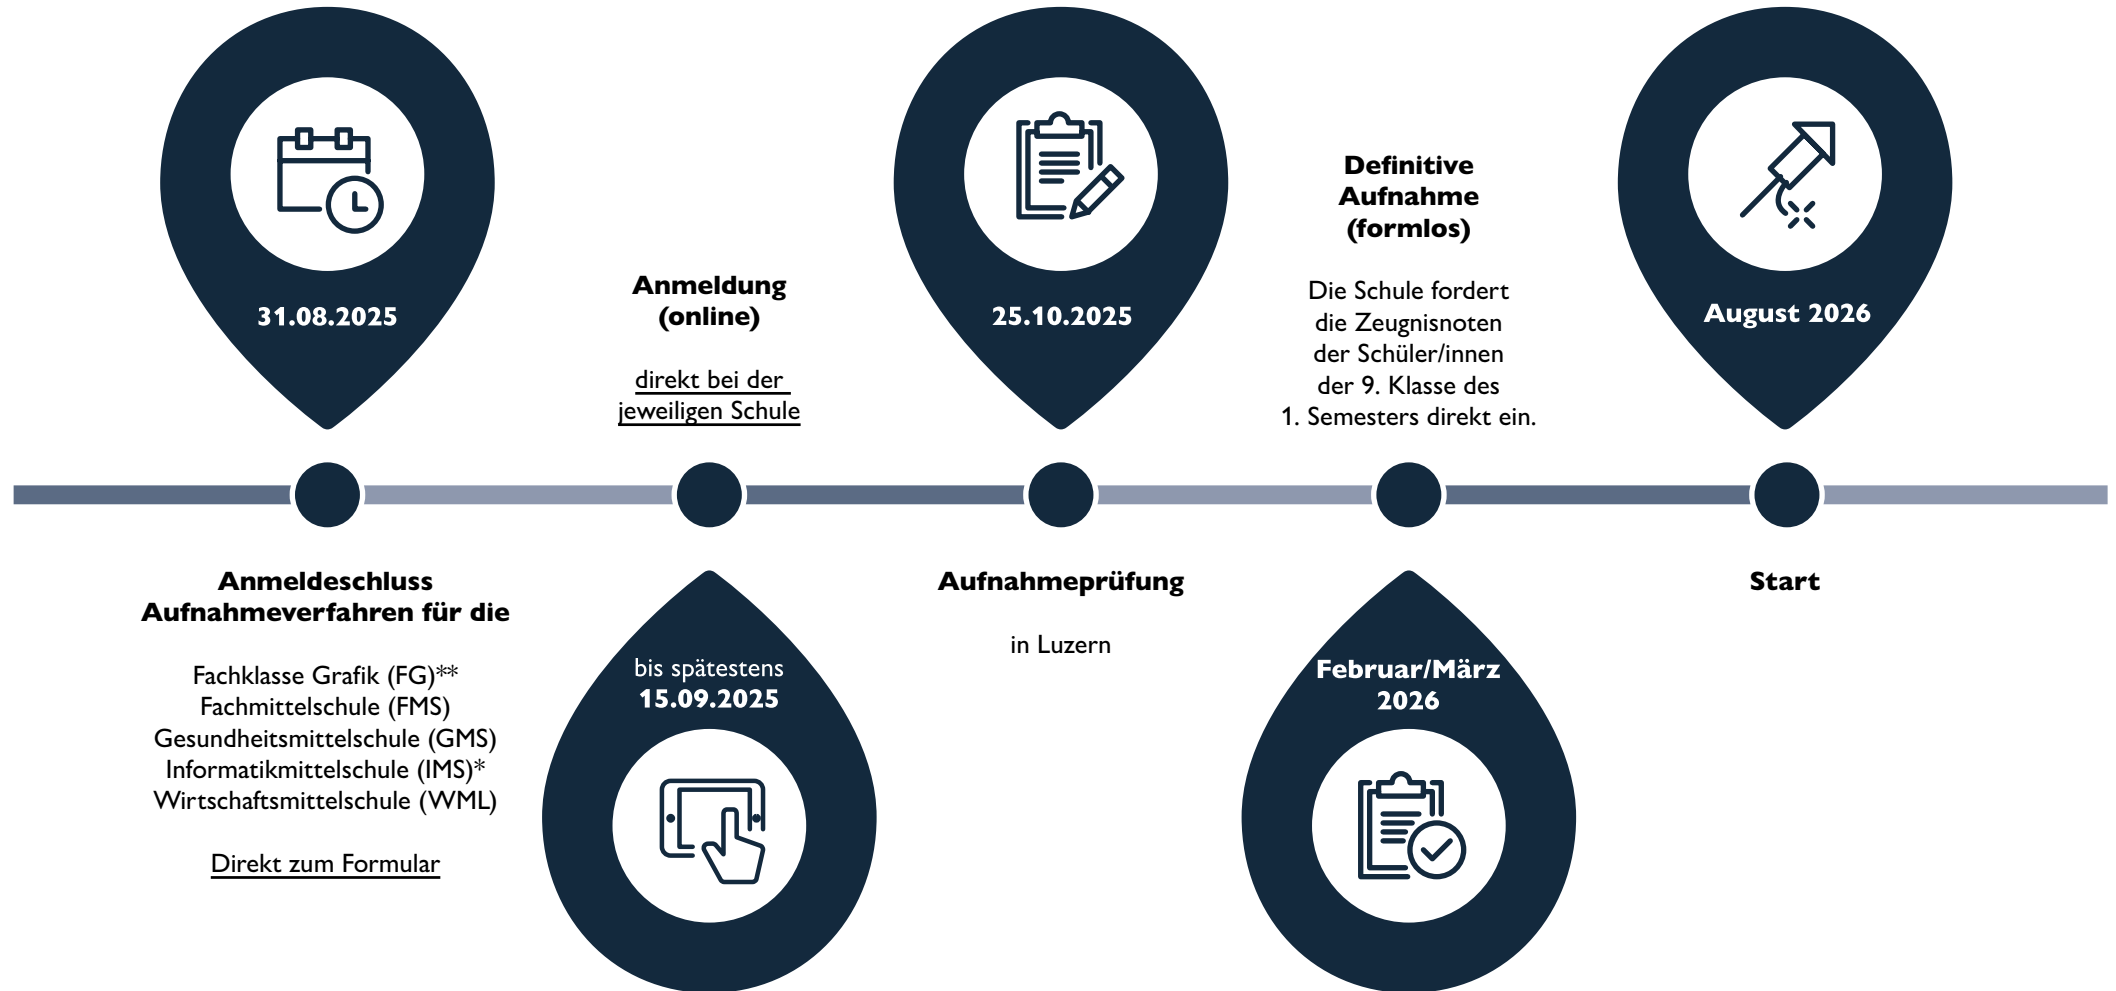 31.08.2025
Anmeldeschluss
Aufnahmeverfahren für die
Fachklasse Grafik (FG)**
Fachmittelschule (FMS)
Gesundheitsmittelschule (GMS)
Informatikmittelschule (IMS)*
Wirtschaftsmittelschule (WML)
Direkt zum Formular
Anmeldung
(online)
direkt bei der
jeweiligen Schule
bis spätestens
15.09.2025
25.10.2025
Aufnahmeprüfung
in Luzern
Definitive
Aufnahme
(formlos)
Die Schule fordert
die Zeugnisnoten
der Schüler/innen
der 9. Klasse des
1. Semesters direkt ein.
Februar/März
2026
August 2026
Start